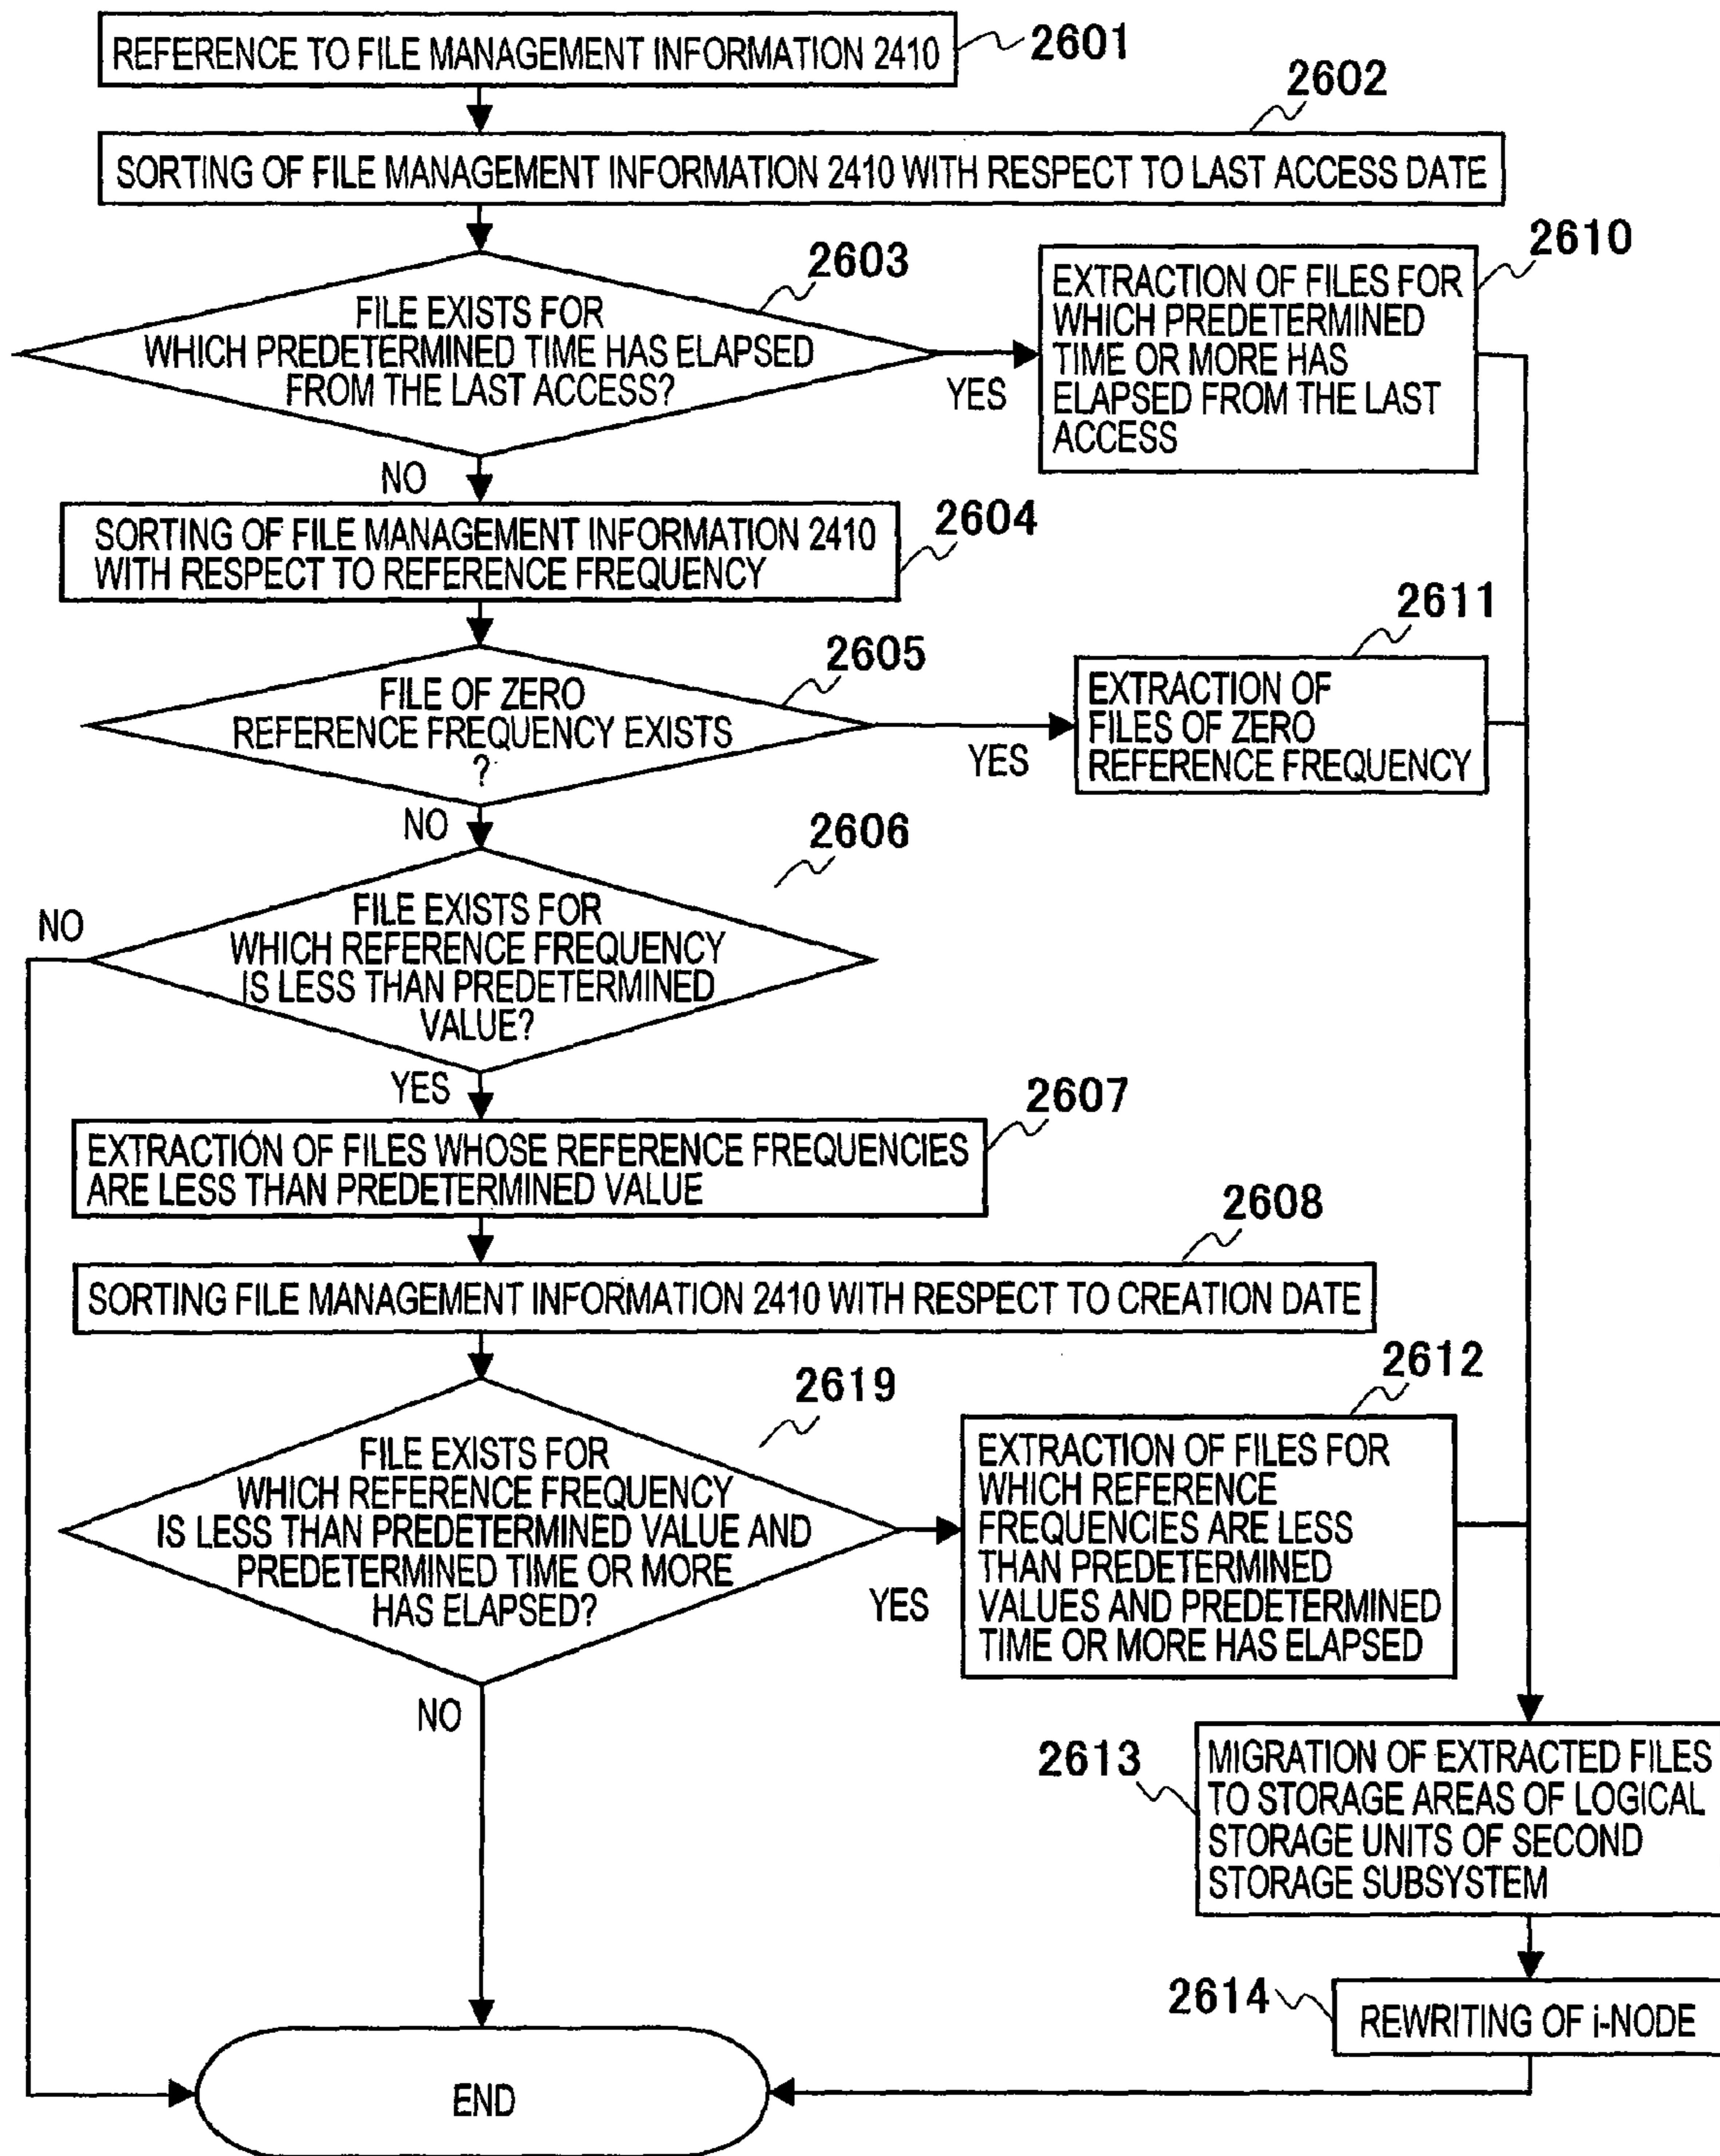 REFERENCE TO FILE MANAGEMENT INFORMATION 2410
2601
2602
SORTING OF FILE MANAGEMENT INFORMATION 2410 WITH RESPECT TO LAST ACCESS DATE
2603
FILE EXISTS FOR
WHICH PREDETERMINED TIME HAS ELAPSED
FROM THE LAST ACCESS?
YES
NO
2610
EXTRACTION OF FILES FOR
WHICH PREDETERMINED
TIME OR MORE HAS
ELAPSED FROM THE LAST
ACCESS
2604
SORTING OF FILE MANAGEMENT INFORMATION 2410
WITH RESPECT TO REFERENCE FREQUENCY
2605
FILE OF ZERO
REFERENCE FREQUENCY EXISTS
?
YES
NO
2611
EXTRACTION OF
FILES OF ZERO
REFERENCE FREQUENCY
2606
FILE EXISTS FOR
WHICH REFERENCE FREQUENCY
IS LESS THAN PREDETERMINED
VALUE?
NO
YES
2607
EXTRACTION OF FILES WHOSE REFERENCE FREQUENCIES
ARE LESS THAN PREDETERMINED VALUE
2608
SORTING FILE MANAGEMENT INFORMATION 2410 WITH RESPECT TO CREATION DATE
2619
FILE EXISTS FOR
WHICH REFERENCE FREQUENCY
IS LESS THAN PREDETERMINED VALUE AND
PREDETERMINED TIME OR MORE
HAS ELAPSED?
YES
NO
2612
EXTRACTION OF FILES FOR
WHICH REFERENCE
FREQUENCIES ARE LESS
THAN PREDETERMINED
VALUES AND PREDETERMINED
TIME OR MORE HAS ELAPSED
2613
MIGRATION OF EXTRACTED FILES
TO STORAGE AREAS OF LOGICAL
STORAGE UNITS OF SECOND
STORAGE SUBSYSTEM
2614
REWRITING OF i-NODE
END